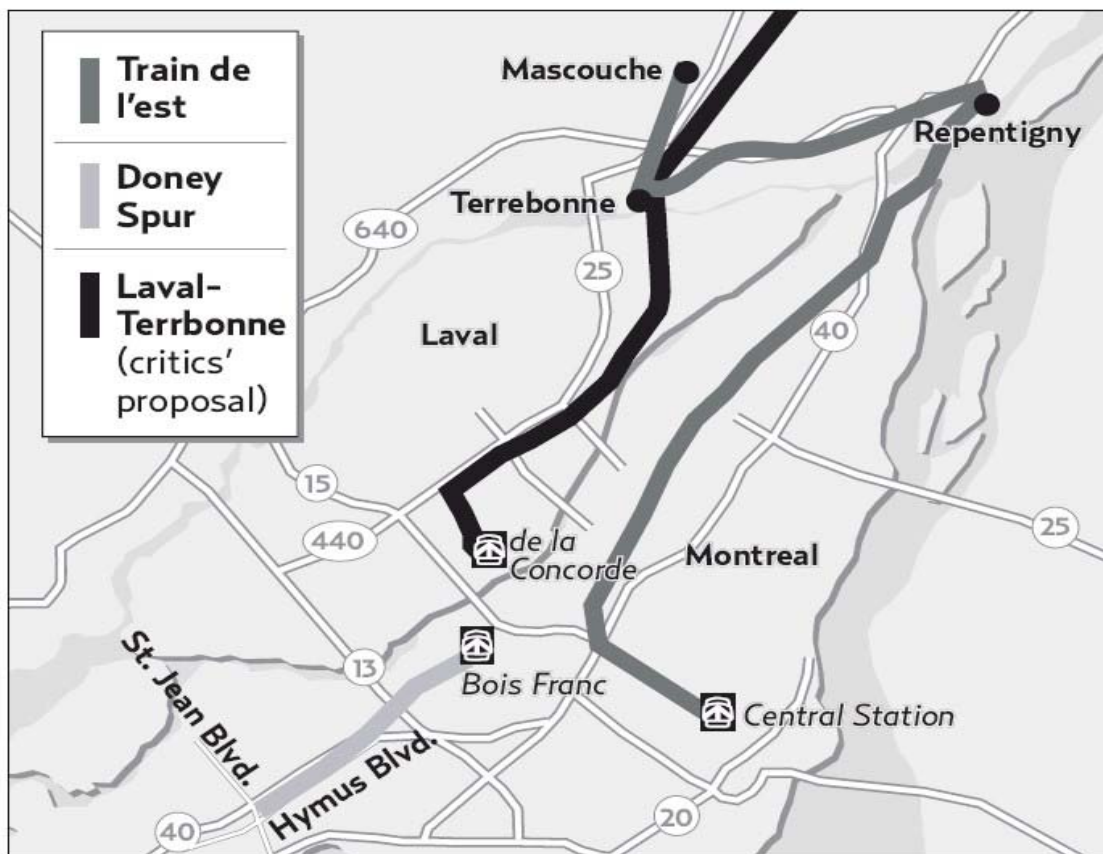 Train de
l'est
Doney
Spur
Laval-
Terrbonne
(critics'
proposal)
Mascouche
Repentigny
Terrebonne
640
25
Laval
40
15
440
de la
Concorde
Montreal
25
St. Jean Blvd.
13
Bois Franc
Central Station
Hymus Blvd.
40
20